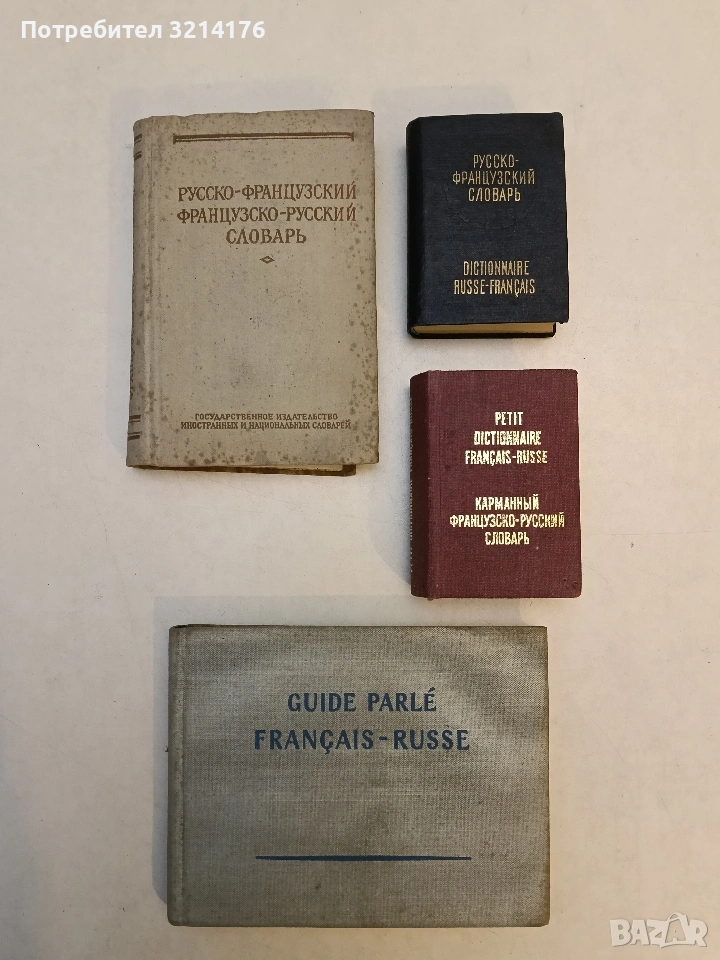 Потребител 3214176
РУССКО-ФРАНЦУЗСКИЙ
ФРАНЦУЗСКО-РУССКИЙ
СЛОВАРЬ
ГОСУДАРСТВЕННОЕ ИЗДАТЕЛЬСТВО
ИНОСТРАННЫХ И НАЦИОНАЛЬНЫХ СЛОВАРЕЙ
РУССКО-
ФРАНЦУЗСКИЙ
СЛОВАРЬ
DICTIONNAIRE
RUSSE-FRANÇAIS
PETIT
DICTIONNAIRE
FRANÇAIS-RUSSE
КАРМАННЫЙ
ФРАНЦУЗСКО-РУССКИЙ
СЛОВАРЬ
GUIDE PARLÉ
FRANÇAIS-RUSSE
BAZAR